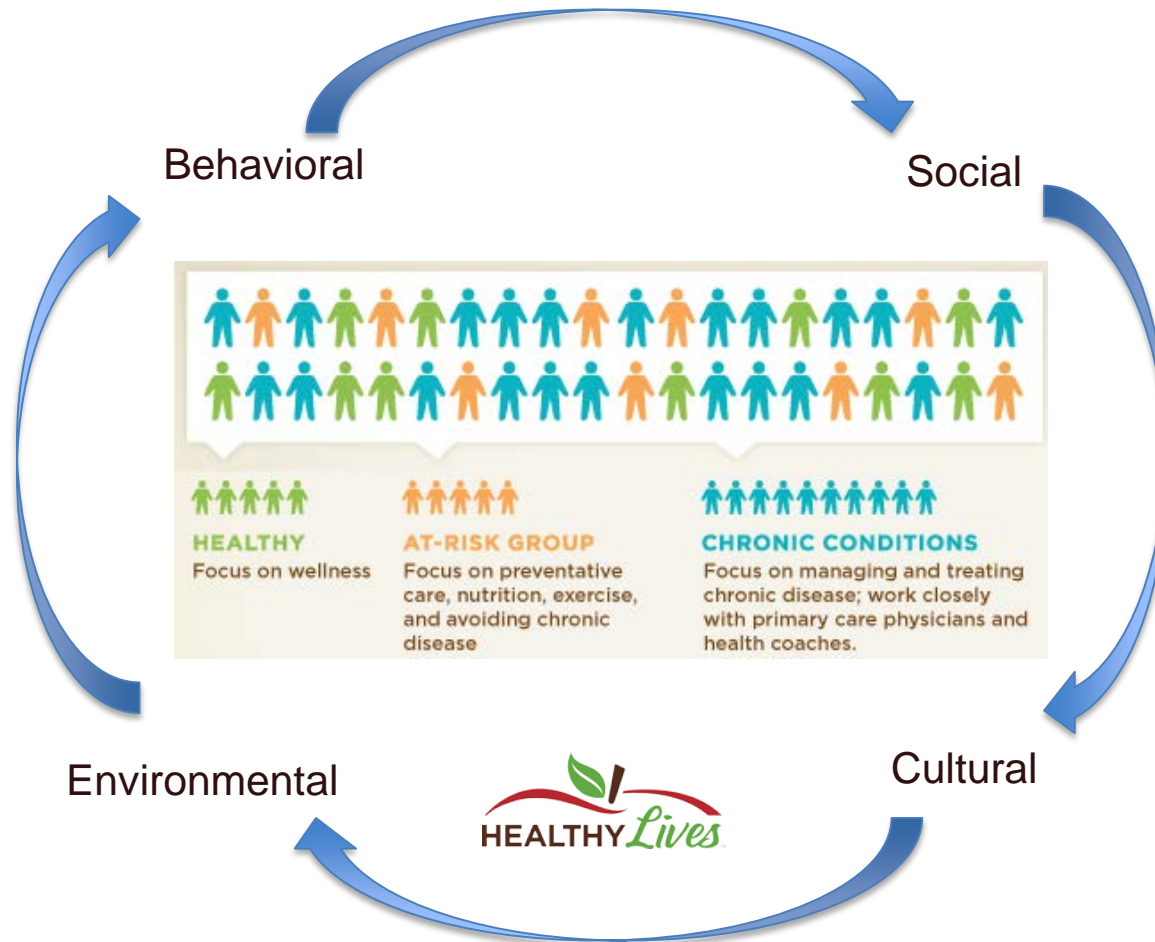 Behavioral
Social
HEALTHY
Focus on wellness
AT-RISK GROUP
Focus on preventative
care, nutrition, exercise,
and avoiding chronic
disease
CHRONIC CONDITIONS
Focus on managing and treating
chronic disease; work closely
with primary care physicians and
health coaches.
Environmental
Cultural
HEALTHY Lives